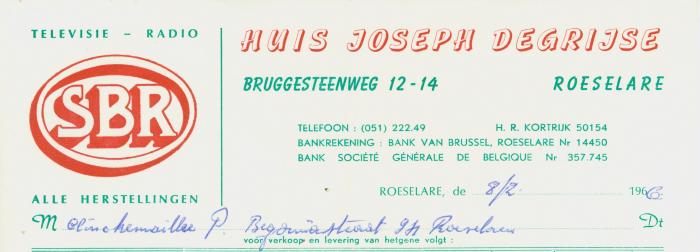 TELEVISIE – RADIO
SBR
ALLE HERSTELLINGEN
HUIS JOSEPH DEGRIJSE
BRUGGESTEENWEG 12-14 ROESELARE
TELEFOON : (051) 222.49 H. R. KORTRIJK 50154
BANKREKENING : BANK VAN BRUSSEL, ROESELARE Nr 14450
BANK SOCIÉTÉ GÉNÉRALE DE BELGIQUE Nr 357.745
ROESELARE, de 8/2 196
M P. Roeselare Dt
voor verkoop en levering van hetgene volgt :